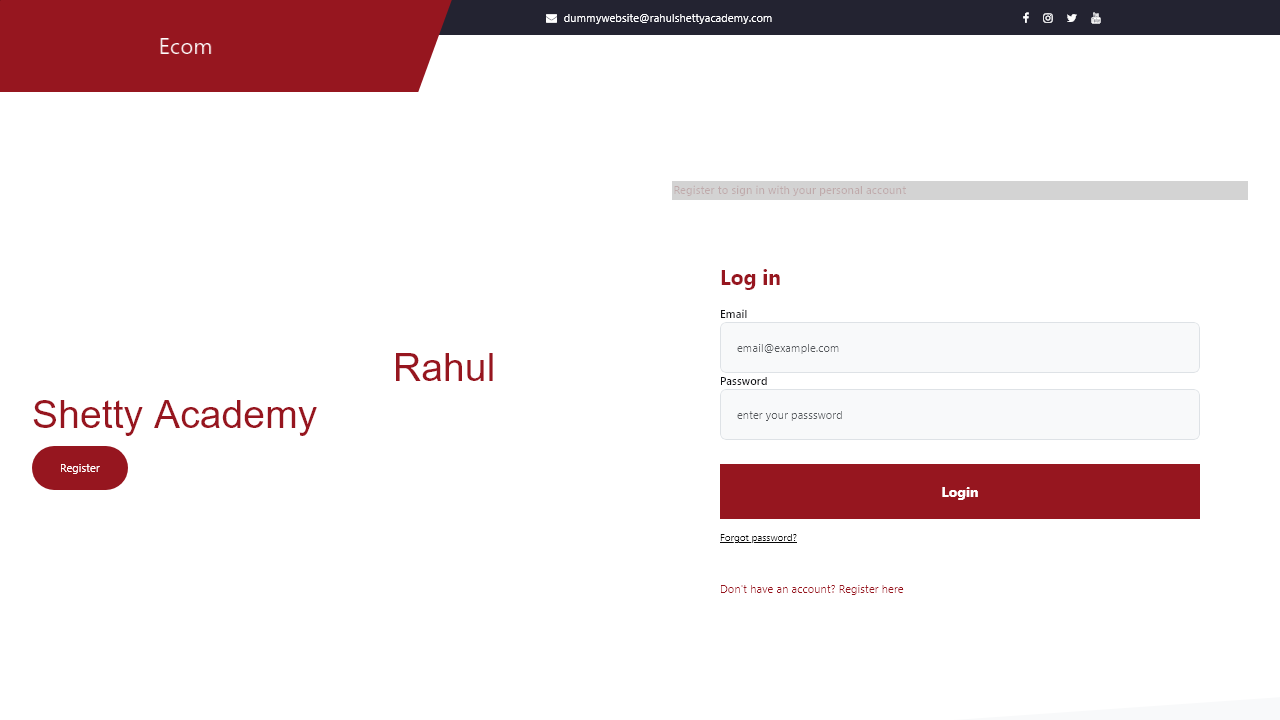 dummywebsite@rahulshettyacademy.com
Ecom
Register to sign in with your personal account
Log in
Email
email@example.com
Password
enter your passsword
Login
Forgot password?
Don't have an account? Register here
Rahul
Shetty Academy
Register